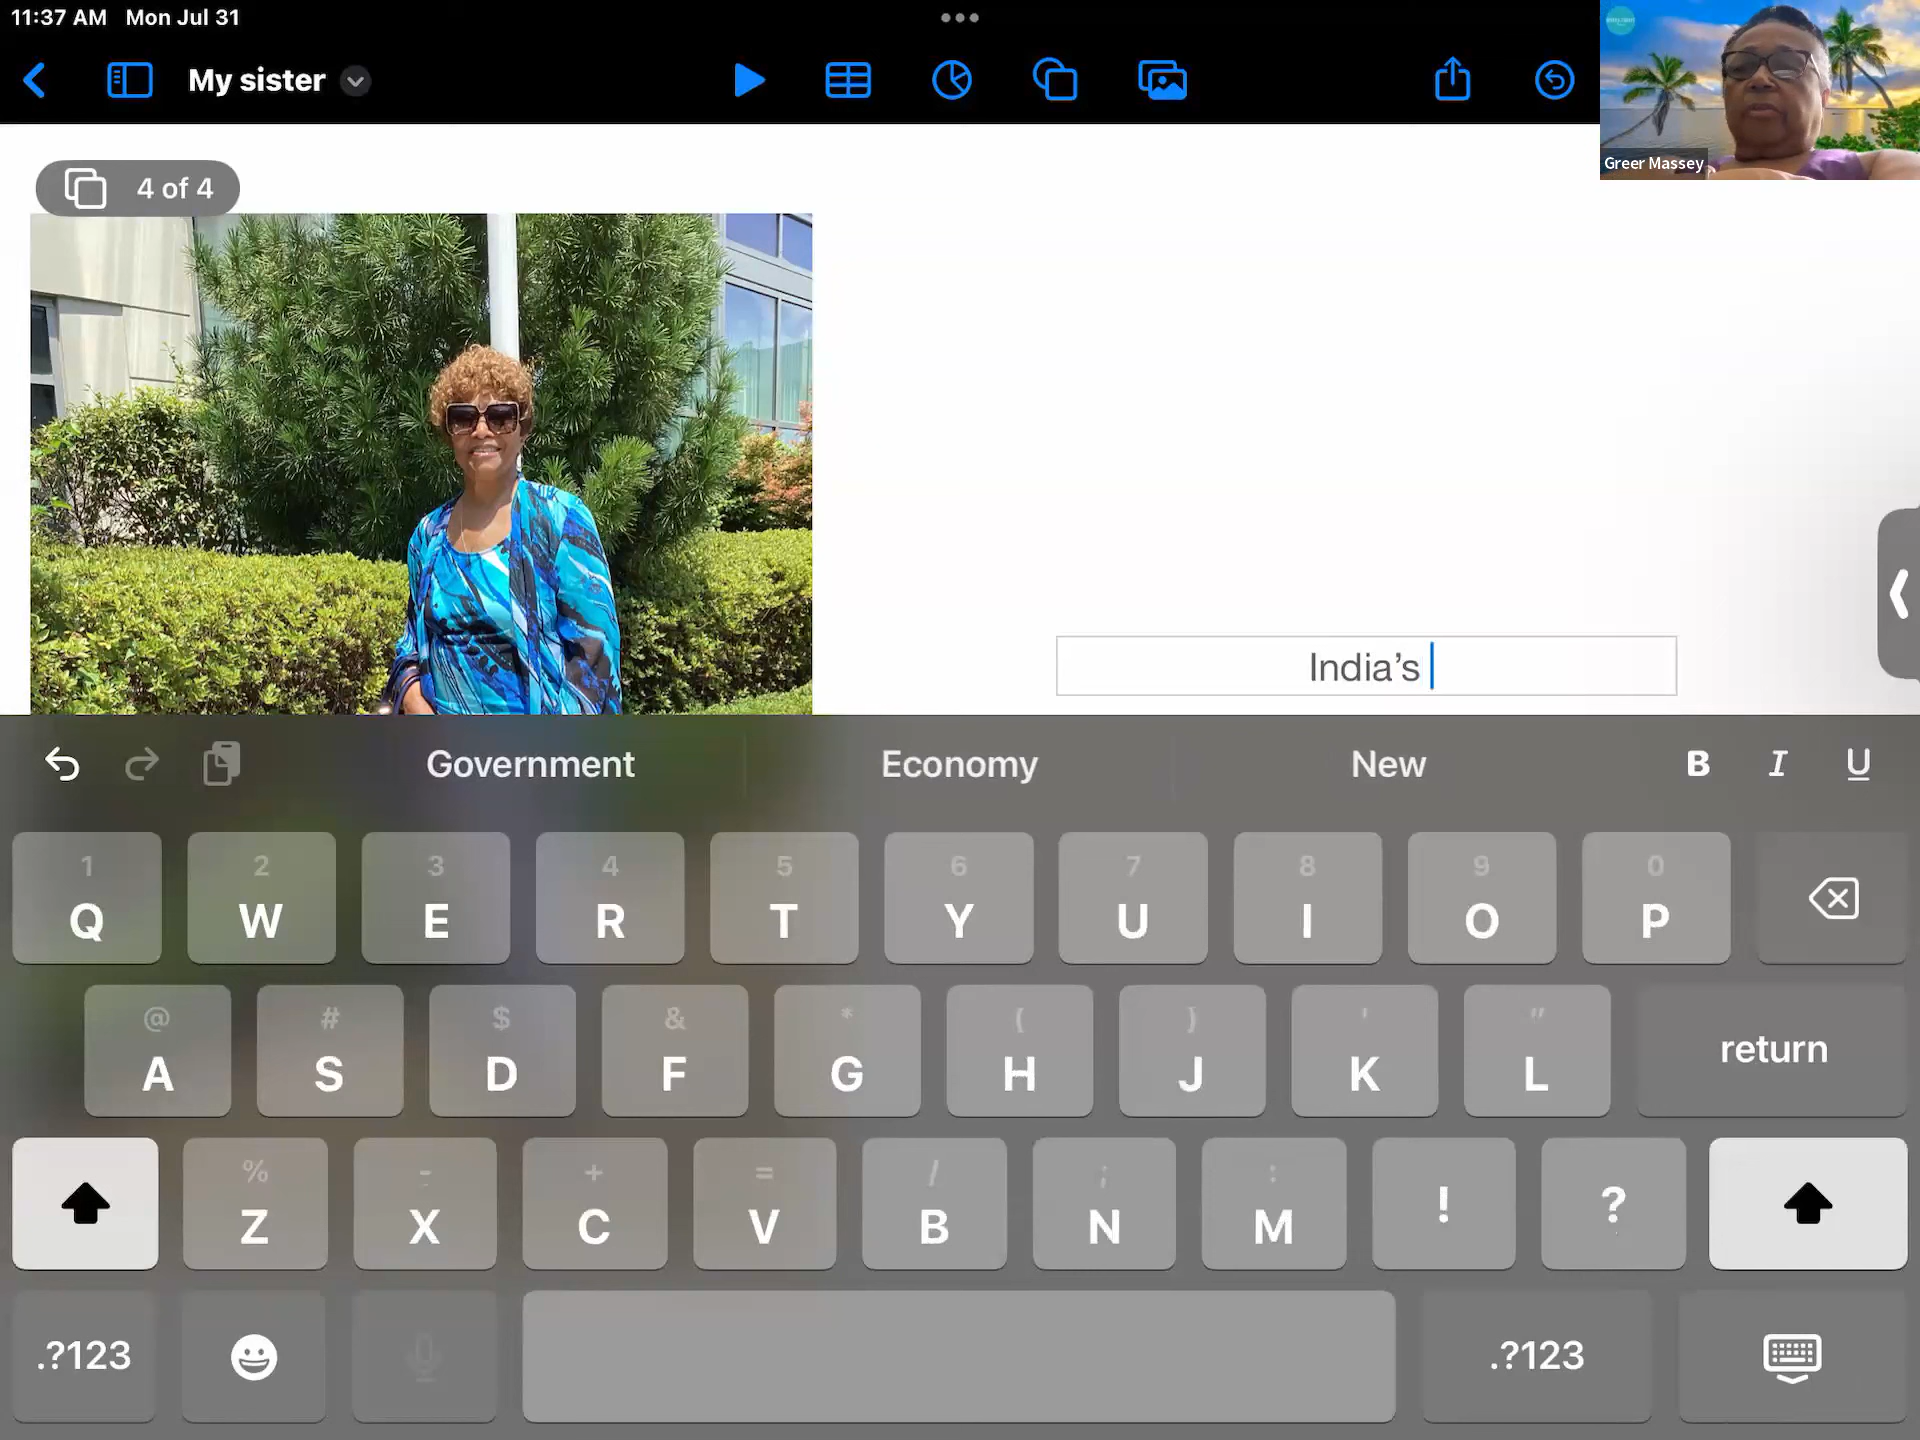 11:37 AM Mon Jul 31
My sister
Greer Massey
4 of 4
India’s
Government Economy New B I U
1 2 3 4 5 6 7 8 9 0
Q W E R T Y U I O P
@ # $ & * ( ) ' "
A S D F G H J K L return
% - + = / ; :
Z X C V B N M ! ?
.?123 .?123